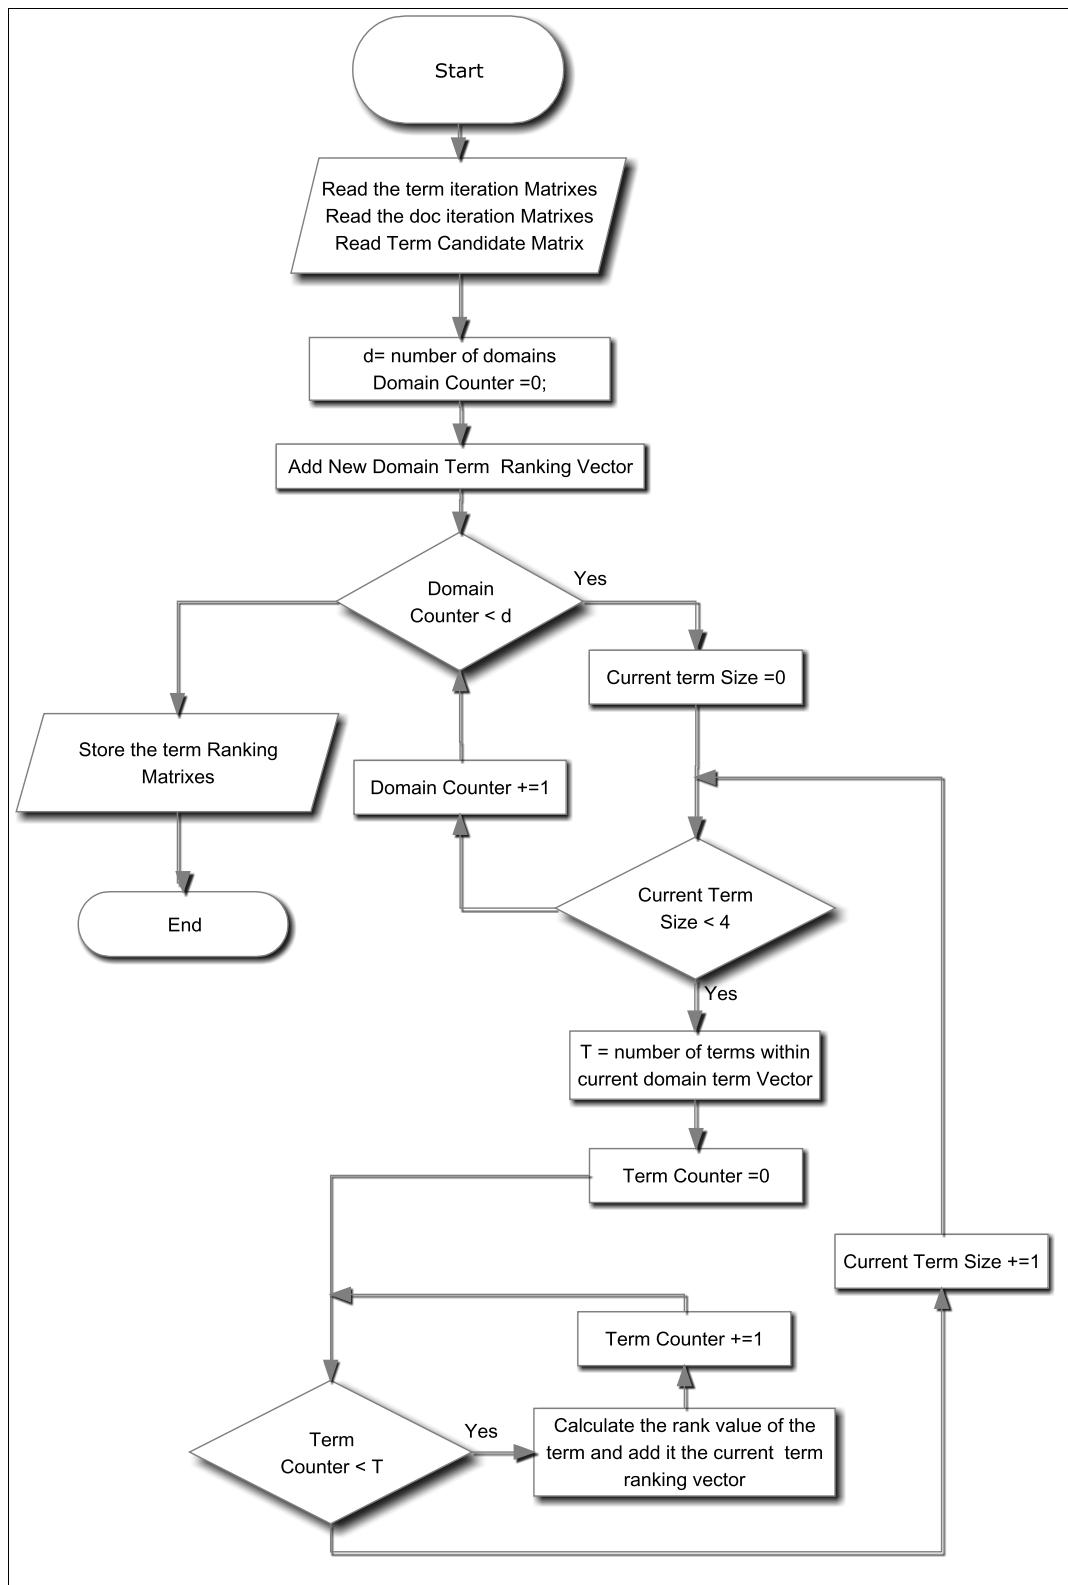 Start
Read the term iteration Matrixes
Read the doc iteration Matrixes
Read Term Candidate Matrix
d= number of domains
Domain Counter =0;
Add New Domain Term  Ranking Vector
Domain
Counter < d
Yes
Current term Size =0
Store the term Ranking
Matrixes
Domain Counter +=1
Current Term
Size < 4
End
Yes
T = number of terms within
current domain term Vector
Term Counter =0
Current Term Size +=1
Term Counter +=1
Term
Counter < T
Yes
Calculate the rank value of the
term and add it the current  term
ranking vector